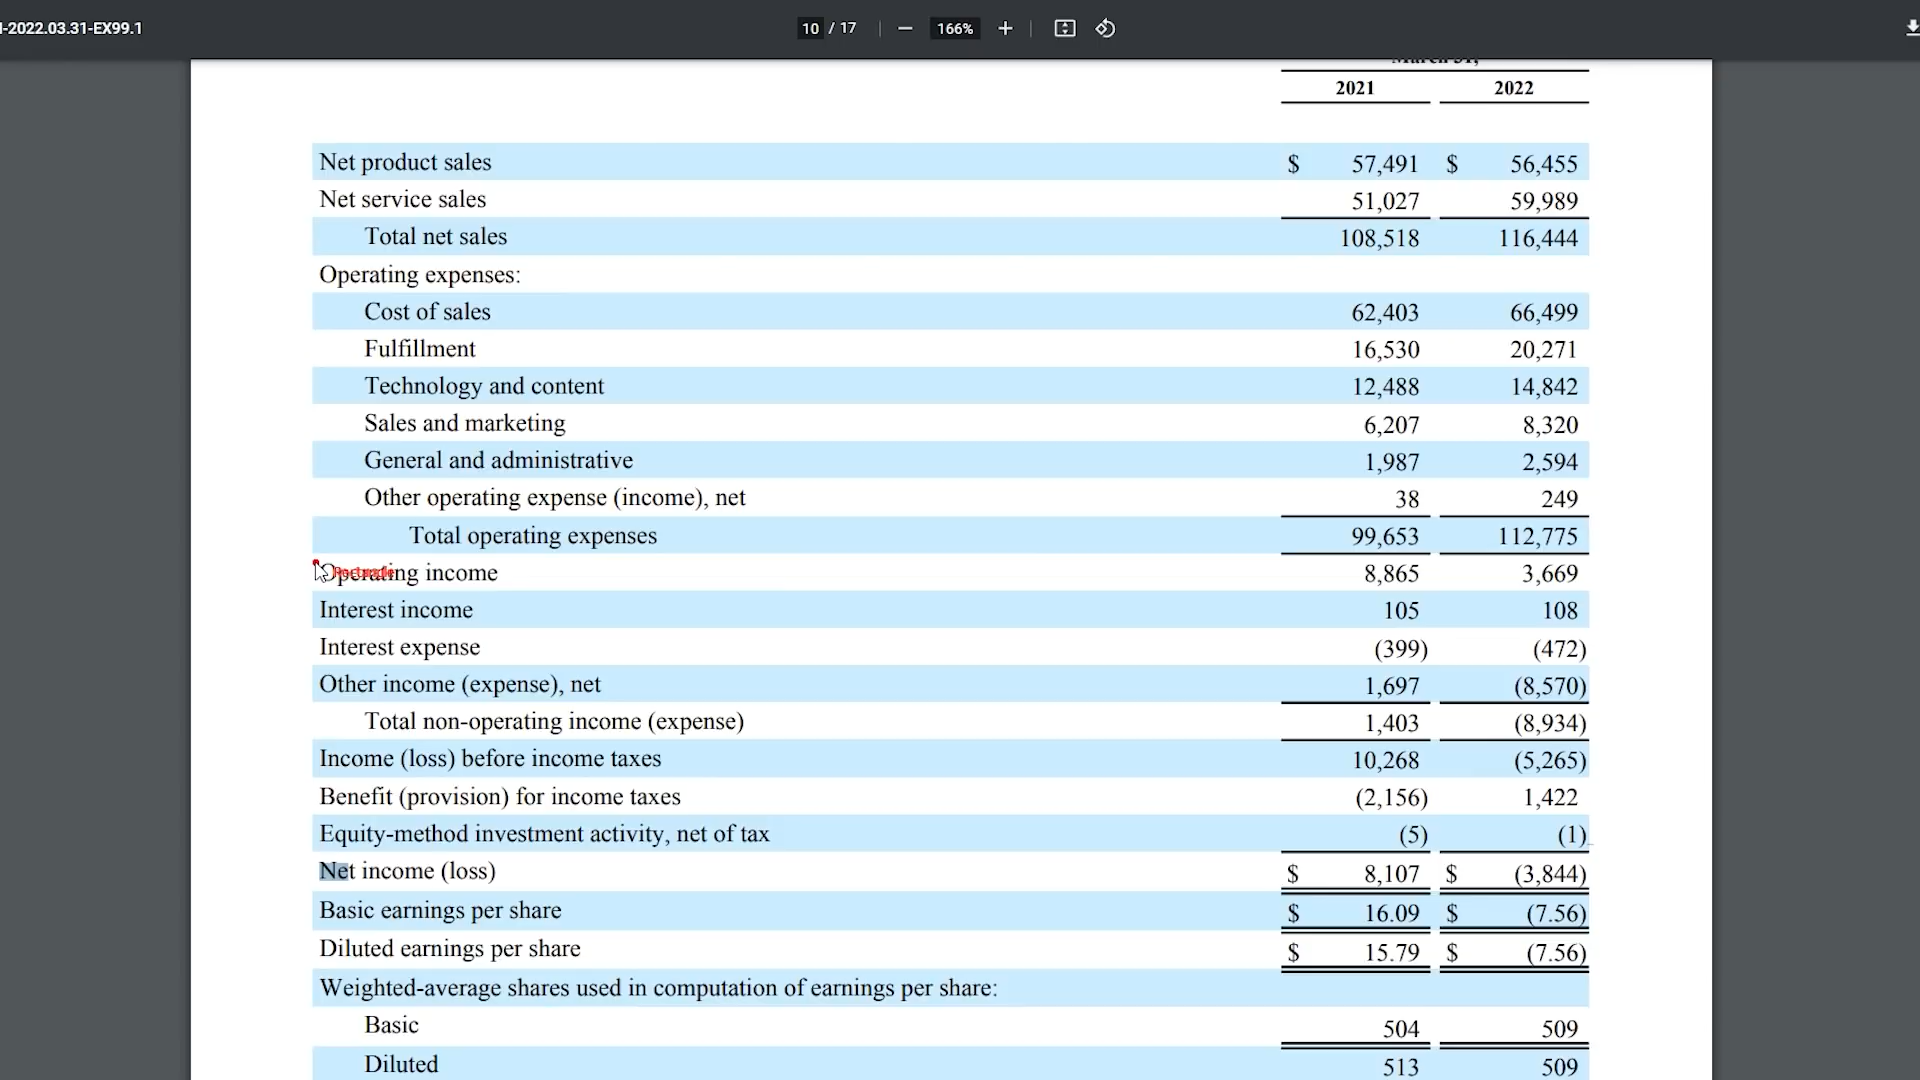 -2022.03.31-EX99.1
10 / 17 166%
March 31,
2021 2022
Net product sales $ 57,491 $ 56,455
Net service sales 51,027 59,989
Total net sales 108,518 116,444
Operating expenses:
Cost of sales 62,403 66,499
Fulfillment 16,530 20,271
Technology and content 12,488 14,842
Sales and marketing 6,207 8,320
General and administrative 1,987 2,594
Other operating expense (income), net 38 249
Total operating expenses 99,653 112,775
Operating income 8,865 3,669
Interest income 105 108
Interest expense (399) (472)
Other income (expense), net 1,697 (8,570)
Total non-operating income (expense) 1,403 (8,934)
Income (loss) before income taxes 10,268 (5,265)
Benefit (provision) for income taxes (2,156) 1,422
Equity-method investment activity, net of tax (5) (1)
Net income (loss) $ 8,107 $ (3,844)
Basic earnings per share $ 16.09 $ (7.56)
Diluted earnings per share $ 15.79 $ (7.56)
Weighted-average shares used in computation of earnings per share:
Basic 504 509
Diluted 513 509